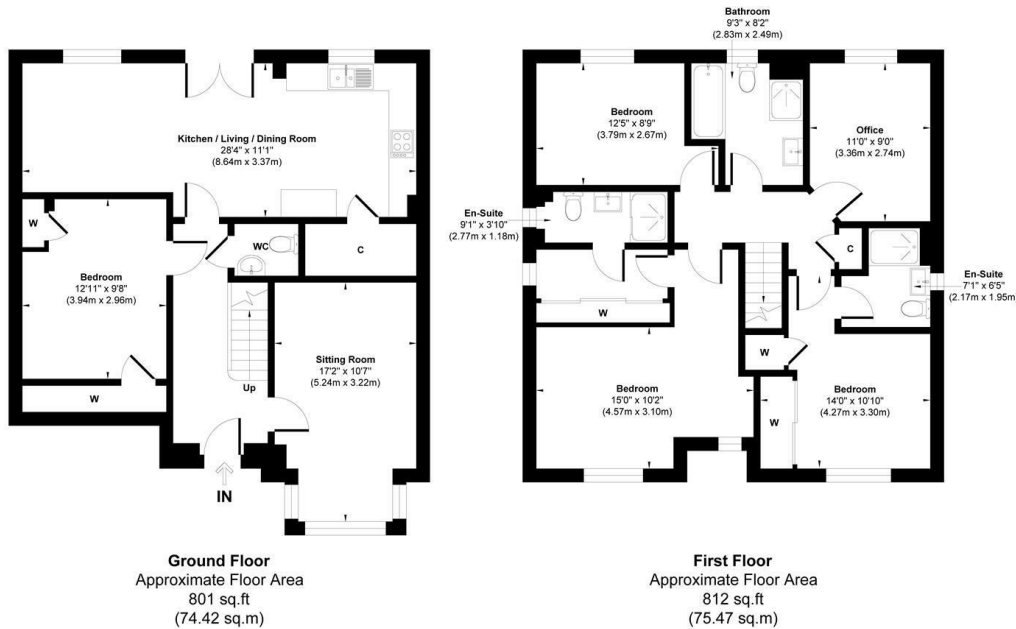 Kitchen / Living / Dining Room
28'4" x 11'1"
(8.64m x 3.37m)
W
Bedroom
12'11" x 9'8"
(3.94m x 2.96m)
W
WC
C
Up
Sitting Room
17'2" x 10'7"
(5.24m x 3.22m)
IN
Ground Floor
Approximate Floor Area
801 sq.ft
(74.42 sq.m)
Bathroom
9'3" x 8'2"
(2.83m x 2.49m)
Bedroom
12'5" x 8'9"
(3.79m x 2.67m)
Office
11'0" x 9'0"
(3.36m x 2.74m)
En-Suite
9'1" x 3'10"
(2.77m x 1.18m)
C
En-Suite
7'1" x 6'5"
(2.17m x 1.95m
W
W
Bedroom
15'0" x 10'2"
(4.57m x 3.10m)
Bedroom
14'0" x 10'10"
(4.27m x 3.30m)
W
First Floor
Approximate Floor Area
812 sq.ft
(75.47 sq.m)